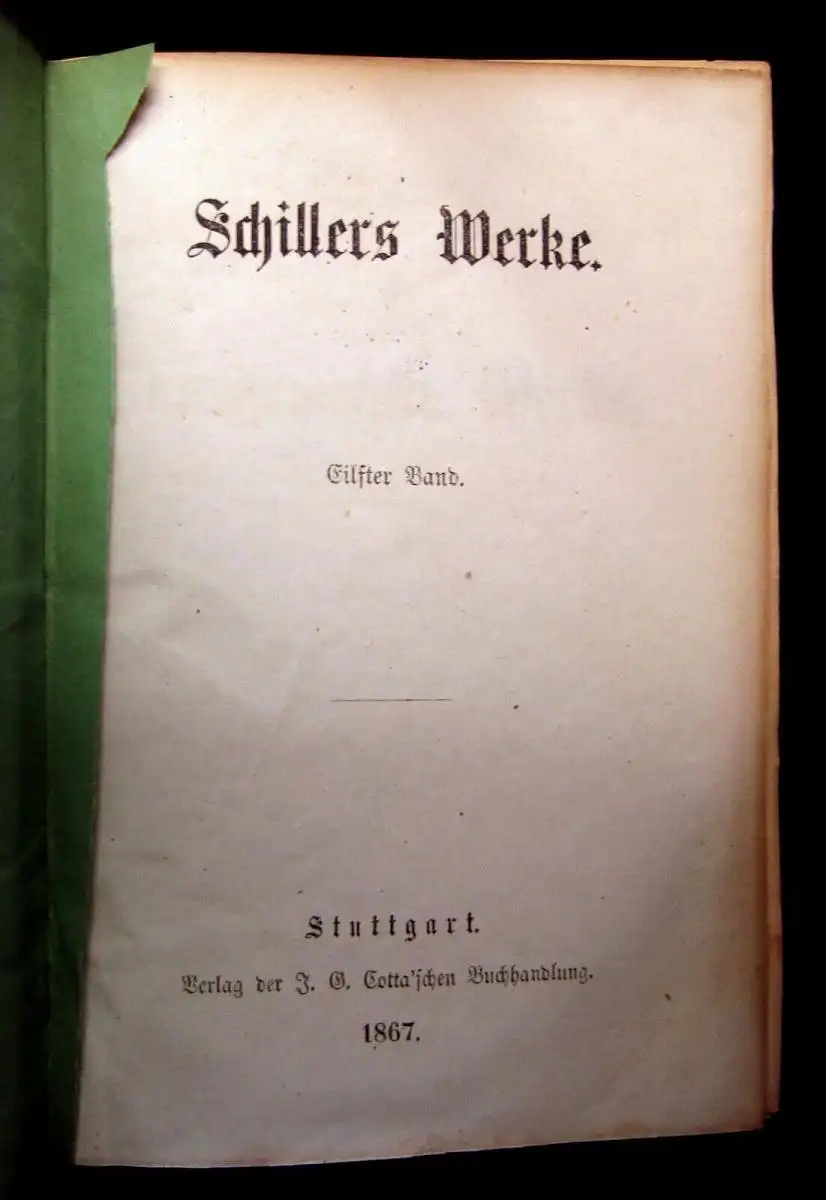 Schillers Werke.
Eilfter Band.
Stuttgart.
Verlag der J. G. Cotta'schen Buchhandlung.
1867.